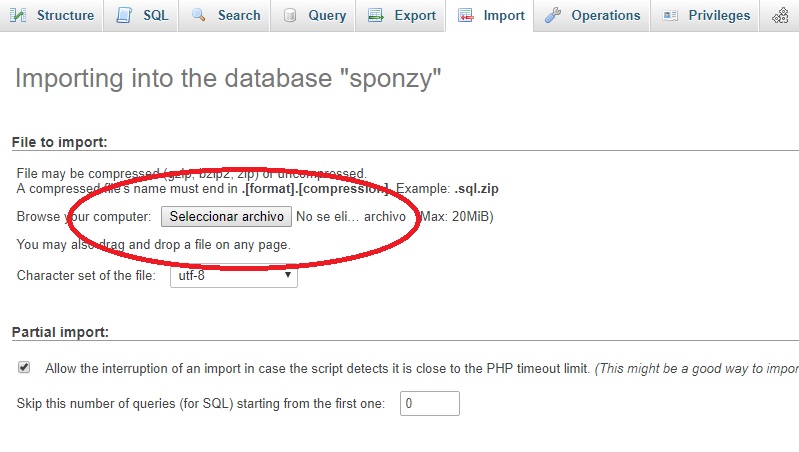 Structure SQL Search Query Export Import Operations Privileges
Importing into the database "sponzy"
File to import:
File may be compressed (gzip, bzip2, zip) or uncompressed.
A compressed file's name must end in .[format].[compression]. Example: .sql.zip
Browse your computer: Seleccionar archivo No se eli... archivo (Max: 20MiB)
You may also drag and drop a file on any page.
Character set of the file: utf-8
Partial import:
Allow the interruption of an import in case the script detects it is close to the PHP timeout limit. (This might be a good way to impor
Skip this number of queries (for SQL) starting from the first one: 0